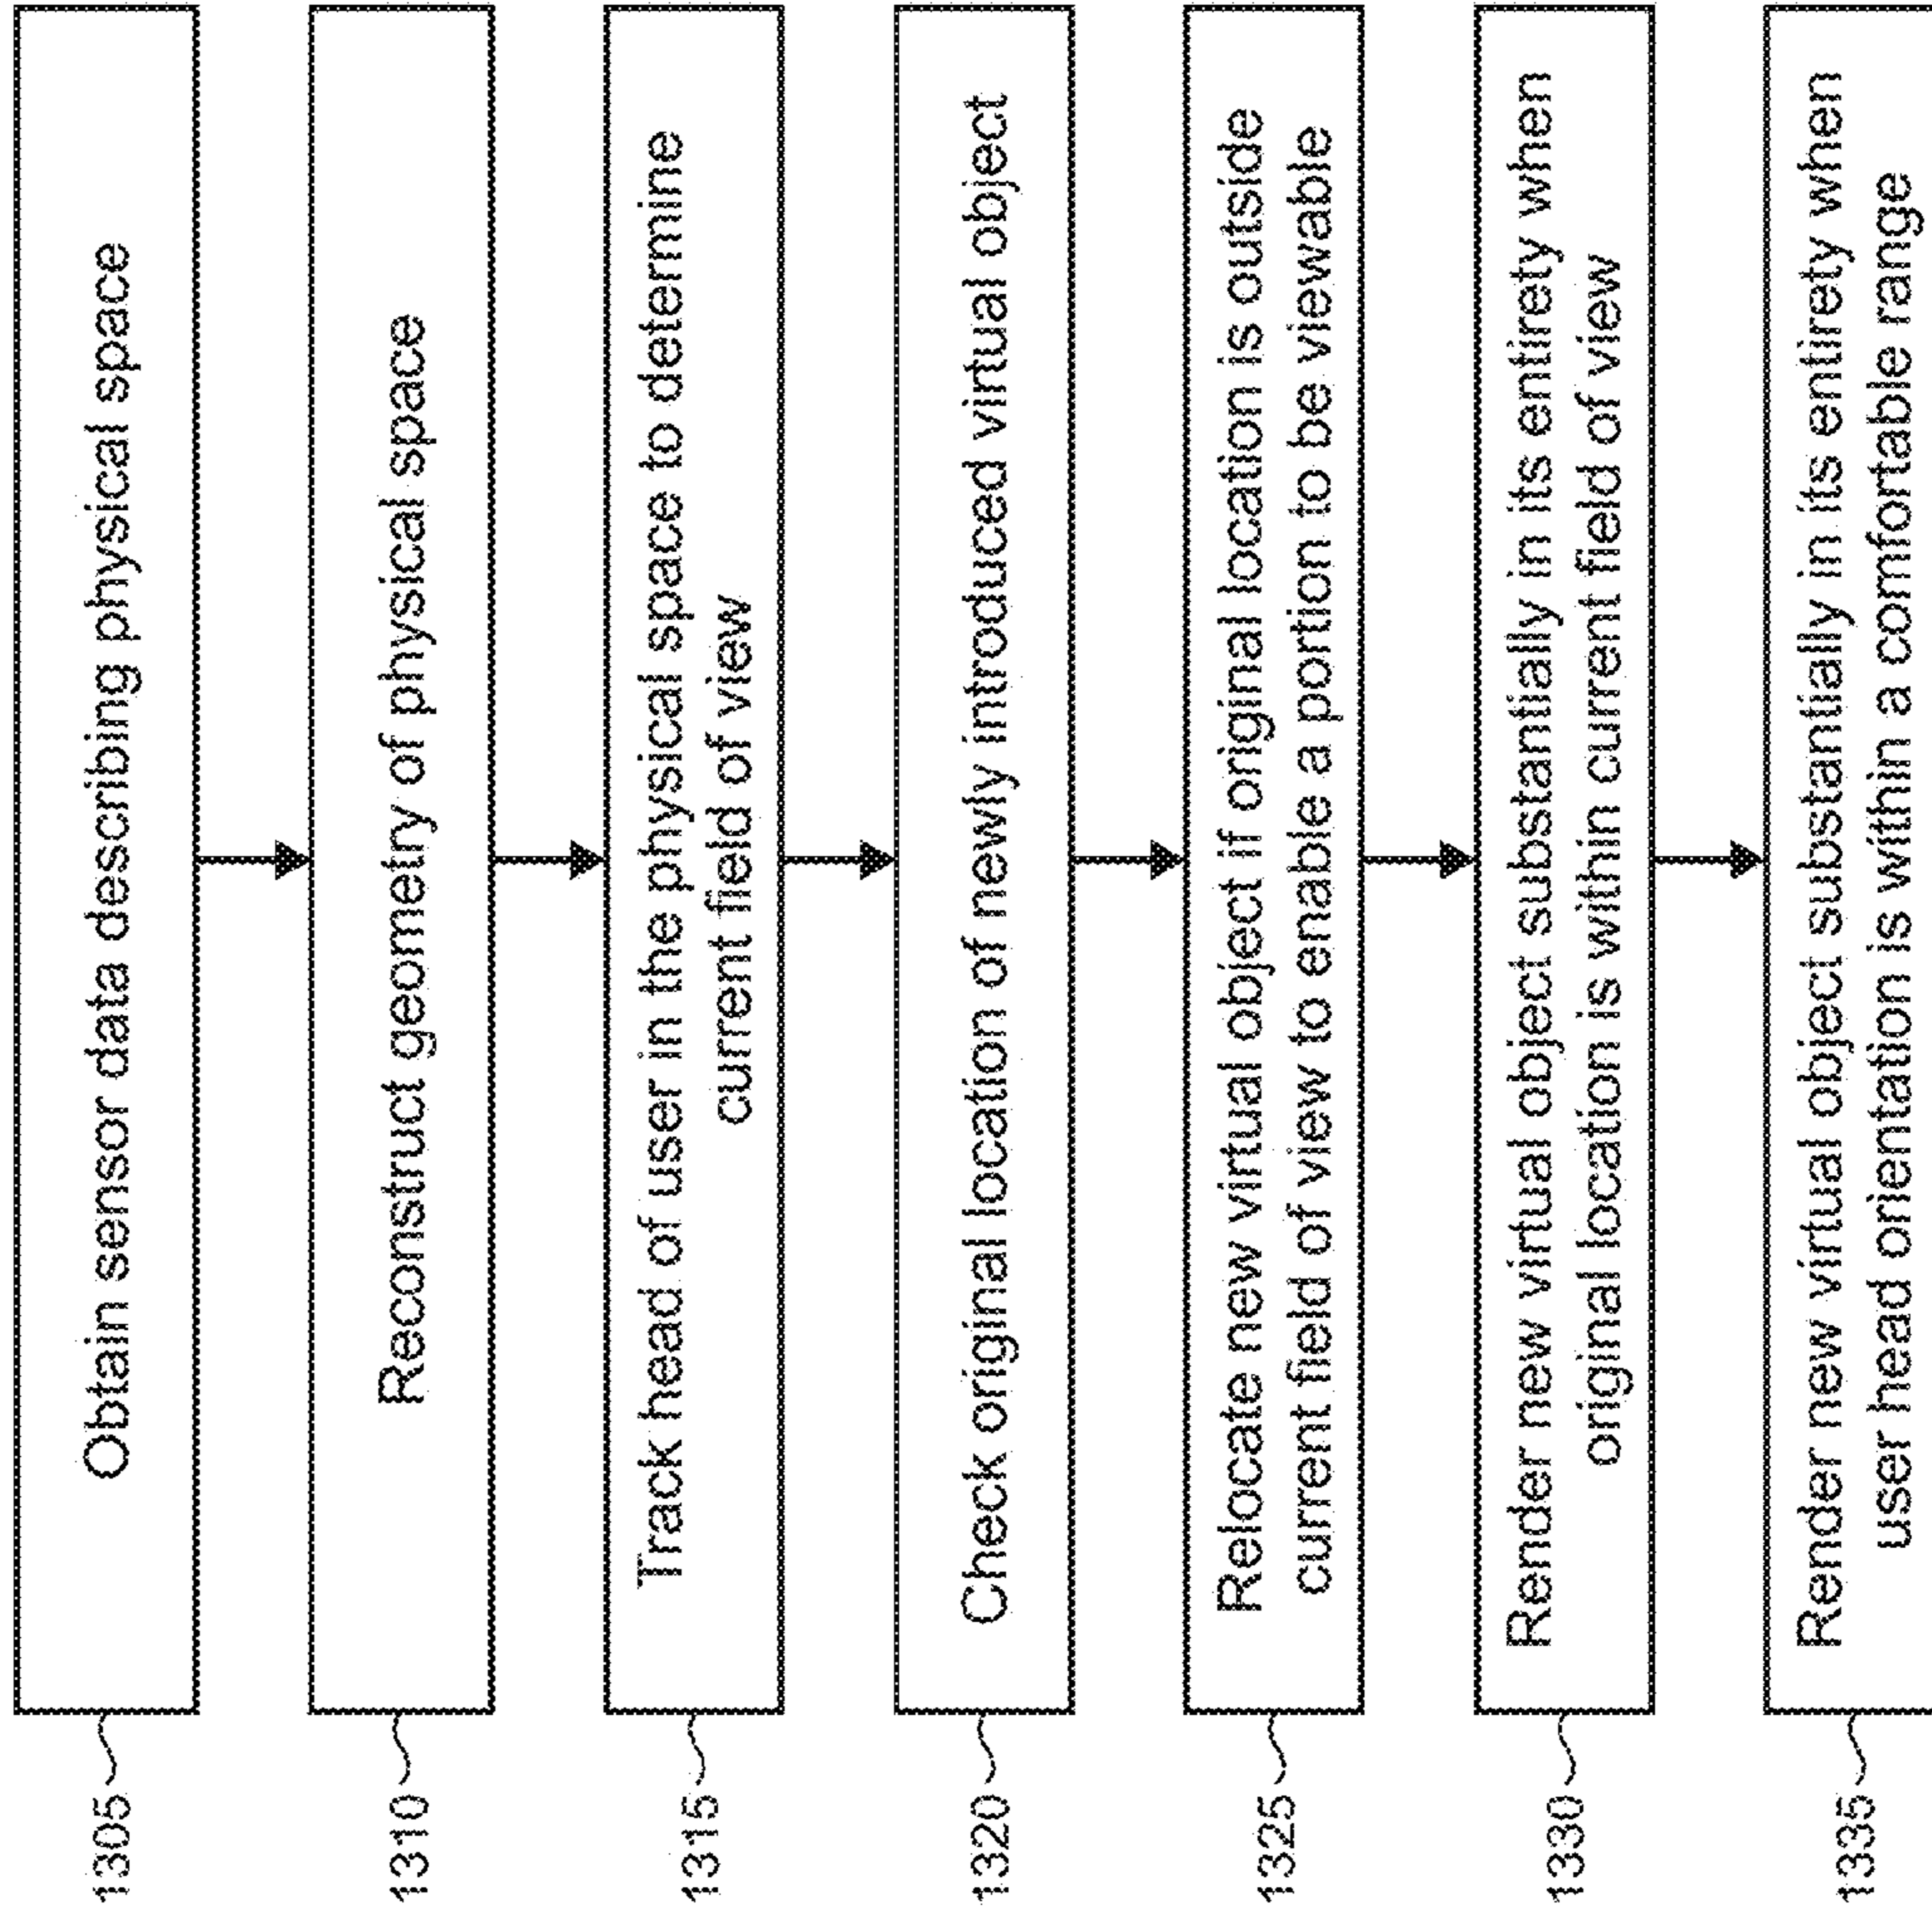 1305
Obtain sensor data describing physical space
1310
Reconstruct geometry of physical space
1315
Track head of user in the physical space to determine
current field of view
1320
Check original location of newly introduced virtual object
1325
Relocate new virtual object if original location is outside
current field of view to enable a portion to be viewable
1330
Render new virtual object substantially in its entirety when
original location is within current field of view
1335
Render new virtual object substantially in its entirety when
user head orientation is within a comfortable range